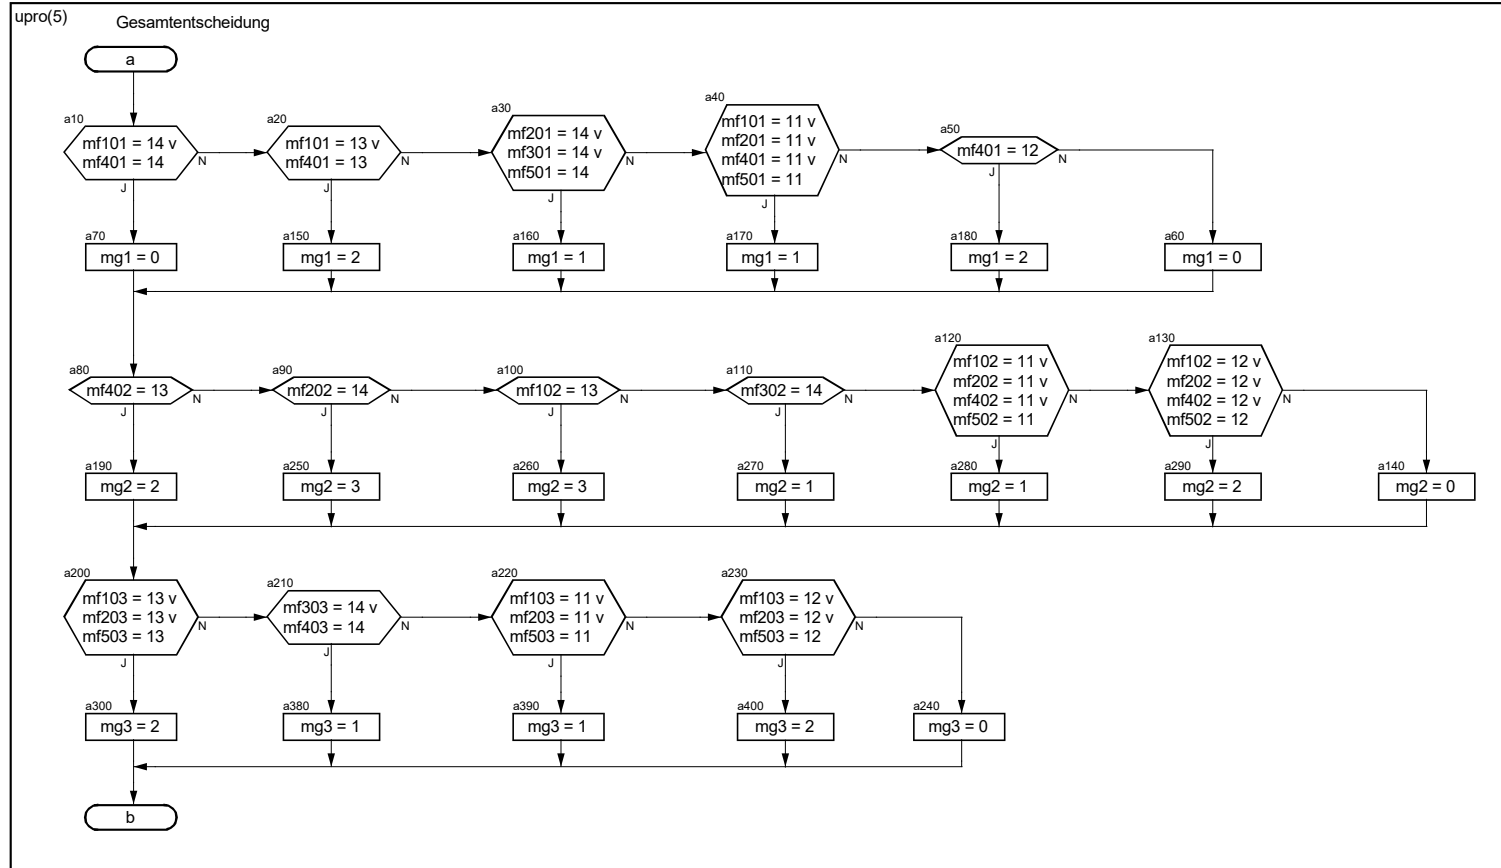 upro(5)
Gesamtentscheidung
a
a10
mf101 = 14 v
mf401 = 14
N
J
a20
mf101 = 13 v
mf401 = 13
N
J
a30
mf201 = 14 v
mf301 = 14 v
mf501 = 14
N
J
a40
mf101 = 11 v
mf201 = 11 v
mf401 = 11 v
mf501 = 11
N
J
a50
mf401 = 12
N
J
a70
mg1 = 0
a150
mg1 = 2
a160
mg1 = 1
a170
mg1 = 1
a180
mg1 = 2
a60
mg1 = 0
a80
mf402 = 13
N
J
a90
mf202 = 14
N
J
a100
mf102 = 13
N
J
a110
mf302 = 14
N
J
a120
mf102 = 11 v
mf202 = 11 v
mf402 = 11 v
mf502 = 11
N
J
a130
mf102 = 12 v
mf202 = 12 v
mf402 = 12 v
mf502 = 12
N
J
a190
mg2 = 2
a250
mg2 = 3
a260
mg2 = 3
a270
mg2 = 1
a280
mg2 = 1
a290
mg2 = 2
a140
mg2 = 0
a200
mf103 = 13 v
mf203 = 13 v
mf503 = 13
N
J
a210
mf303 = 14 v
mf403 = 14
N
J
a220
mf103 = 11 v
mf203 = 11 v
mf503 = 11
N
J
a230
mf103 = 12 v
mf203 = 12 v
mf503 = 12
N
J
a300
mg3 = 2
a380
mg3 = 1
a390
mg3 = 1
a400
mg3 = 2
a240
mg3 = 0
b